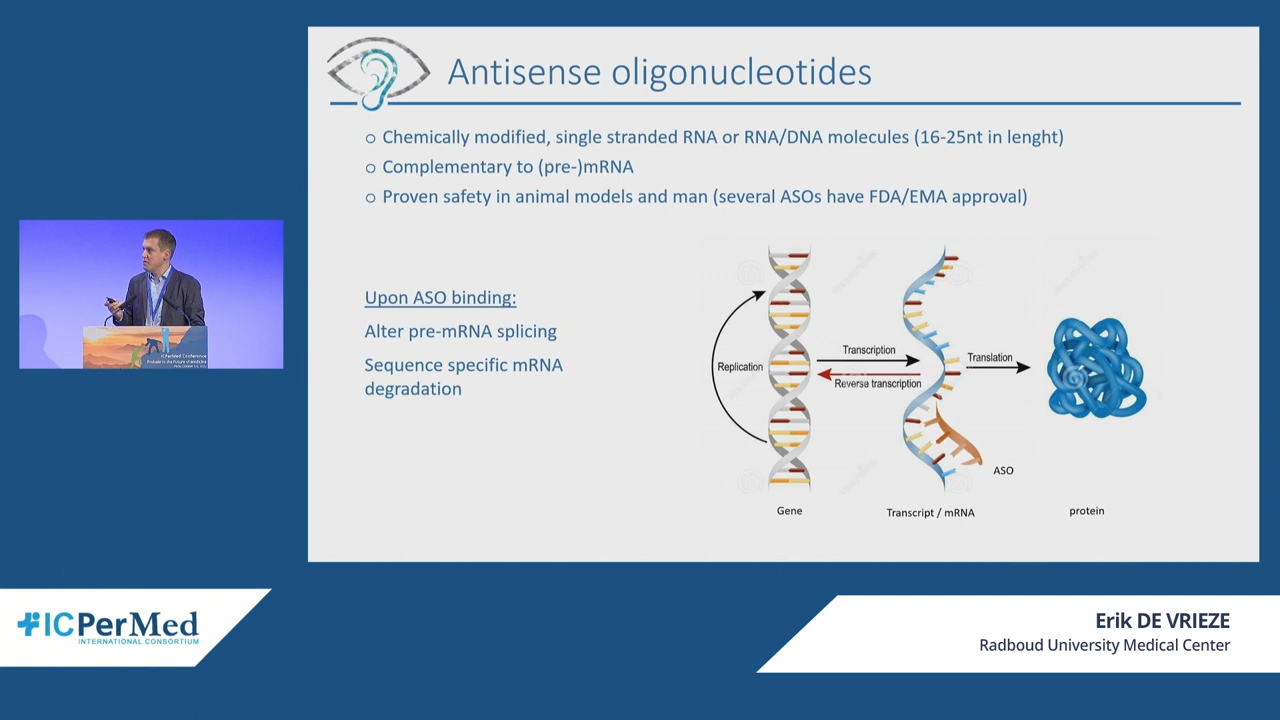 Antisense oligonucleotides
o Chemically modified, single stranded RNA or RNA/DNA molecules (16-25nt in lenght)
o Complementary to (pre-)mRNA
o Proven safety in animal models and man (several ASOs have FDA/EMA approval)
Upon ASO binding:
Alter pre-mRNA splicing
Sequence specific mRNA
degradation
Replication
Transcription
Reverse transcription
Translation
ASO
Gene
Transcript / mRNA
protein
ICPerMed Conference
ICPerMed
INTERNATIONAL CONSORTIUM
Erik DE VRIEZE
Radboud University Medical Center